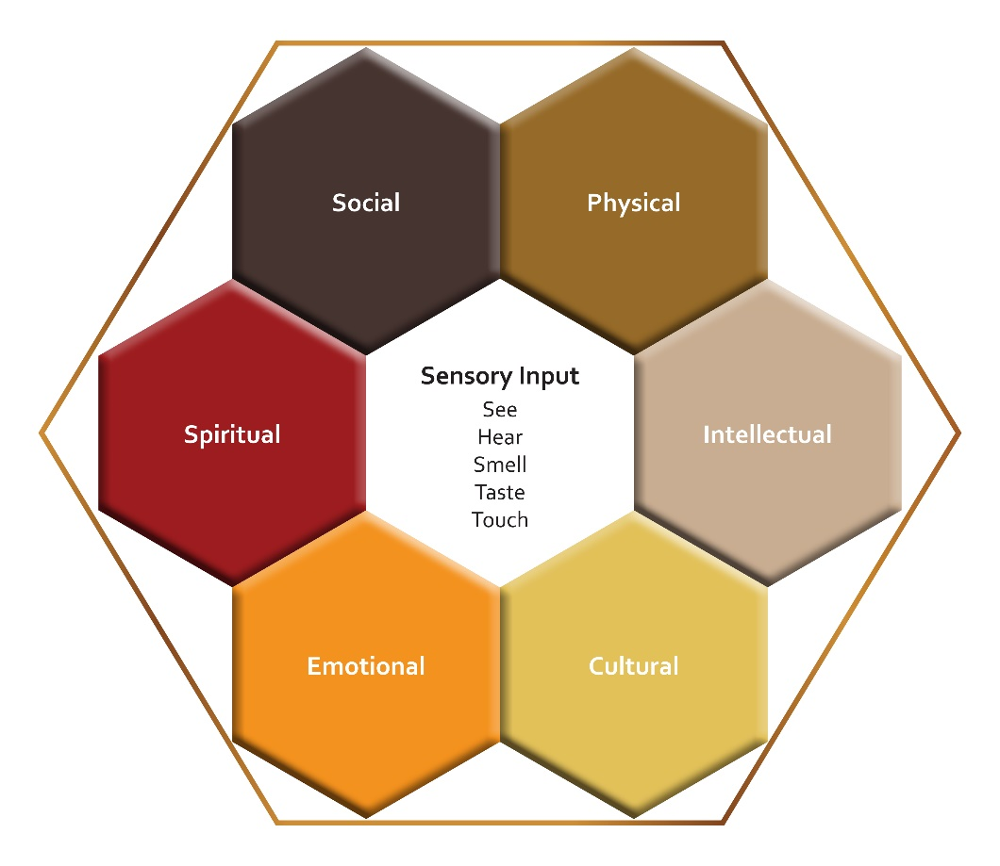 Social
Physical
Spiritual
Sensory Input
See
Hear
Smell
Taste
Touch
Intellectual
Emotional
Cultural